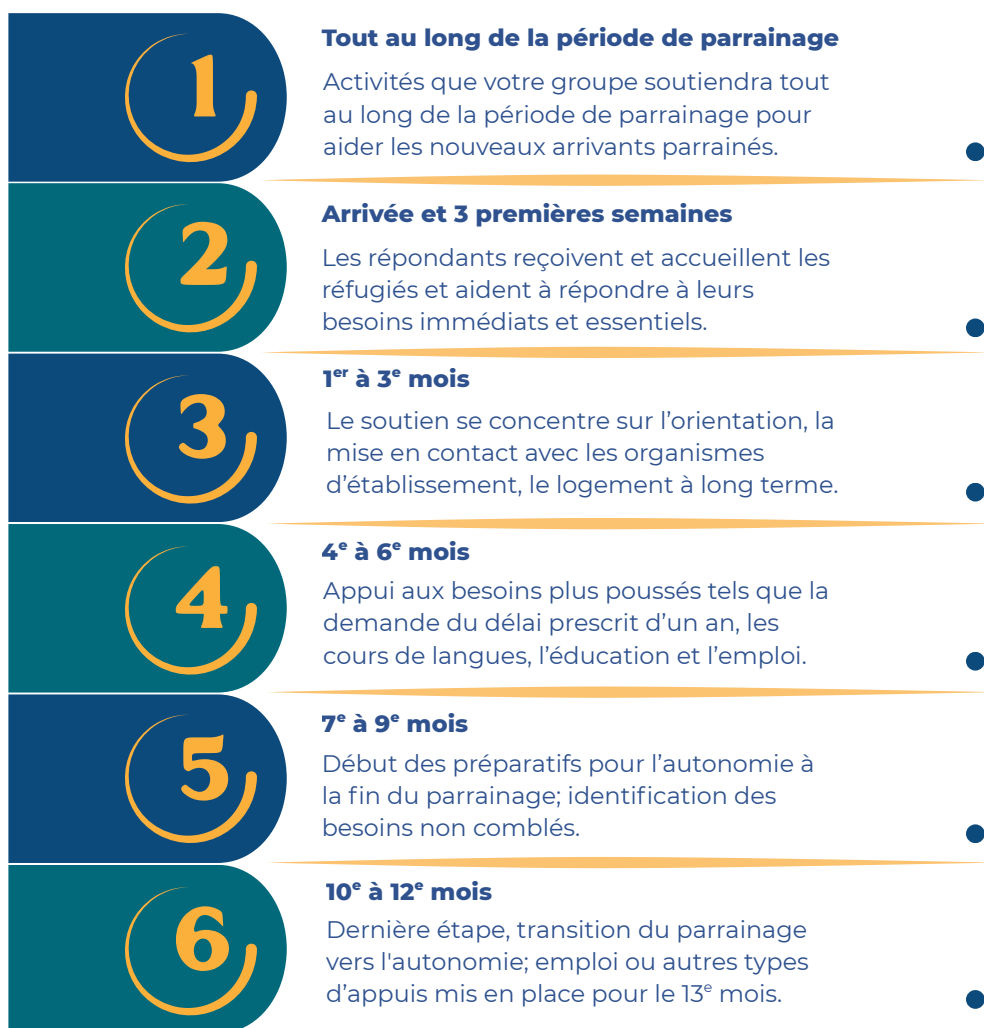 1
Tout au long de la période de parrainage
Activités que votre groupe soutiendra tout
au long de la période de parrainage pour
aider les nouveaux arrivants parrainés.
2
Arrivée et 3 premières semaines
Les répondants reçoivent et accueillent les
réfugiés et aident à répondre à leurs
besoins immédiats et essentiels.
3
1er à 3e mois
Le soutien se concentre sur l’orientation, la
mise en contact avec les organismes
d’établissement, le logement à long terme.
4
4e à 6e mois
Appui aux besoins plus poussés tels que la
demande du délai prescrit d’un an, les
cours de langues, l’éducation et l’emploi.
5
7e à 9e mois
Début des préparatifs pour l’autonomie à
la fin du parrainage; identification des
besoins non comblés.
6
10e à 12e mois
Dernière étape, transition du parrainage
vers l'autonomie; emploi ou autres types
d’appuis mis en place pour le 13e mois.